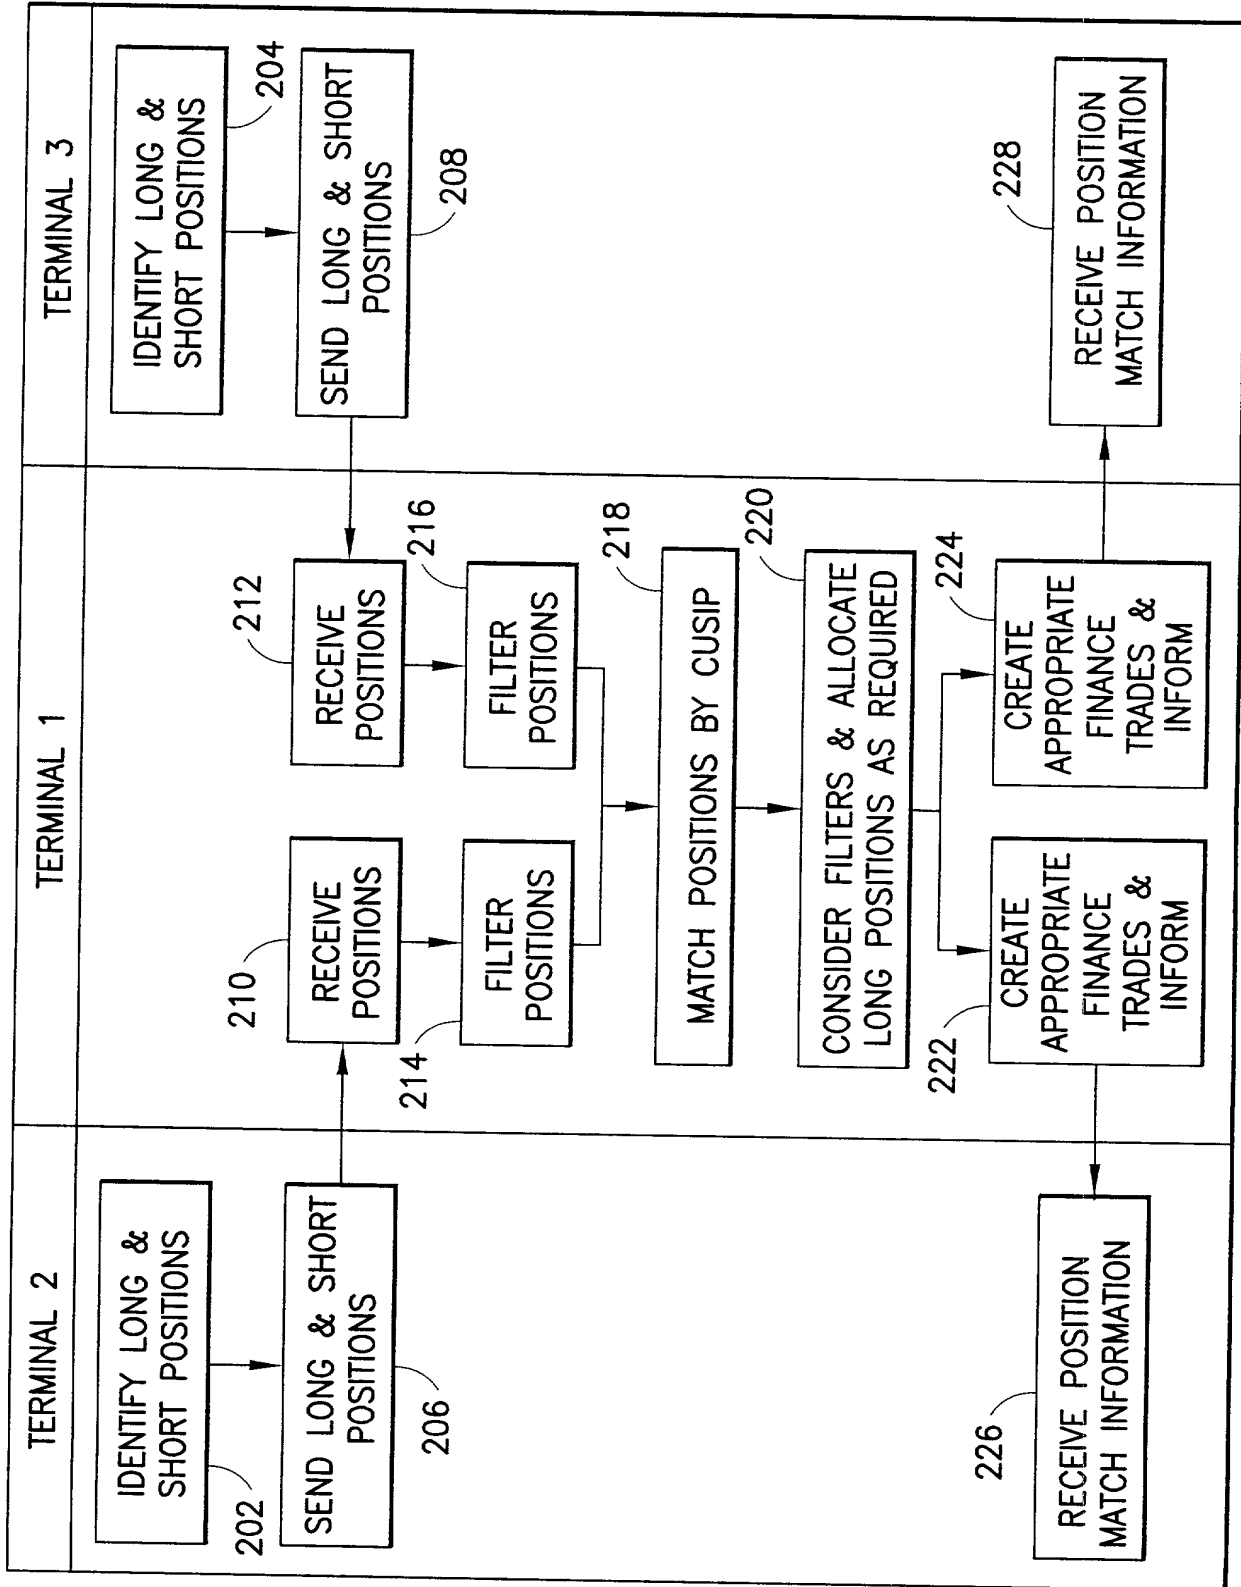 TERMINAL 2
TERMINAL 1
TERMINAL 3
IDENTIFY LONG &
SHORT POSITIONS
202
IDENTIFY LONG &
SHORT POSITIONS
204
SEND LONG & SHORT
POSITIONS
206
210
RECEIVE
POSITIONS
212
RECEIVE
POSITIONS
SEND LONG & SHORT
POSITIONS
208
214
FILTER
POSITIONS
216
FILTER
POSITIONS
MATCH POSITIONS BY CUSIP
218
CONSIDER FILTERS & ALLOCATE
LONG POSITIONS AS REQUIRED
220
222
CREATE
APPROPRIATE
FINANCE
TRADES &
INFORM
224
CREATE
APPROPRIATE
FINANCE
TRADES &
INFORM
226
RECEIVE POSITION
MATCH INFORMATION
228
RECEIVE POSITION
MATCH INFORMATION